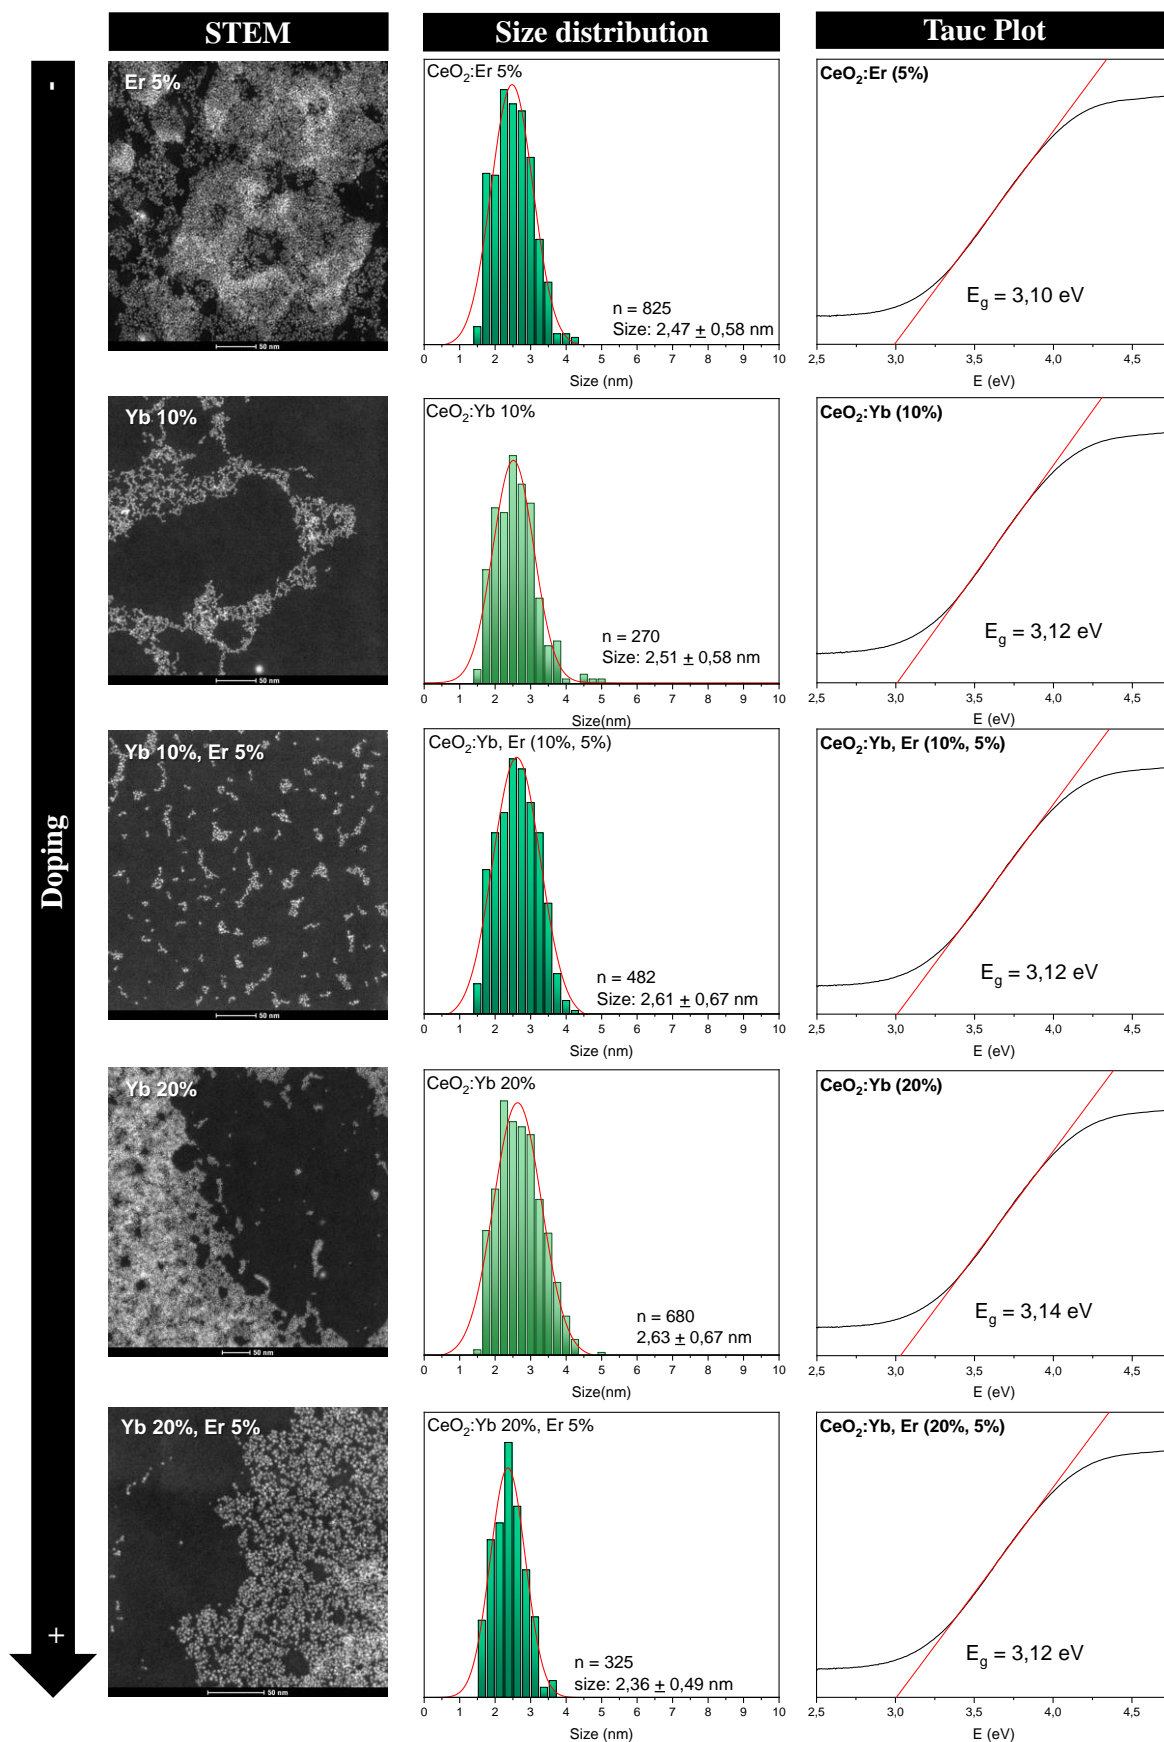 STEM
Size distribution
Tauc Plot
-
Doping
+
Er 5%
50 nm
CeO2:Er 5%
n = 825
Size: 2,47 ± 0,58 nm
0 1 2 3 4 5 6 7 8 9 10
Size (nm)
CeO2:Er (5%)
Eg = 3,10 eV
2,5 3,0 3,5 4,0 4,5
E (eV)
Yb 10%
50 nm
CeO2:Yb 10%
n = 270
Size: 2,51 ± 0,58 nm
0 1 2 3 4 5 6 7 8 9 10
Size(nm)
CeO2:Yb (10%)
Eg = 3,12 eV
2,5 3,0 3,5 4,0 4,5
E (eV)
Yb 10%, Er 5%
50 nm
CeO2:Yb, Er (10%, 5%)
n = 482
Size: 2,61 ± 0,67 nm
0 1 2 3 4 5 6 7 8 9 10
Size (nm)
CeO2:Yb, Er (10%, 5%)
Eg = 3,12 eV
2,5 3,0 3,5 4,0 4,5
E (eV)
Yb 20%
50 nm
CeO2:Yb 20%
n = 680
2,63 ± 0,67 nm
0 1 2 3 4 5 6 7 8 9 10
Size(nm)
CeO2:Yb (20%)
Eg = 3,14 eV
2,5 3,0 3,5 4,0 4,5
E (eV)
Yb 20%, Er 5%
50 nm
CeO2:Yb 20%, Er 5%
n = 325
size: 2,36 ± 0,49 nm
0 1 2 3 4 5 6 7 8 9 10
Size (nm)
CeO2:Yb, Er (20%, 5%)
Eg = 3,12 eV
2,5 3,0 3,5 4,0 4,5
E (eV)